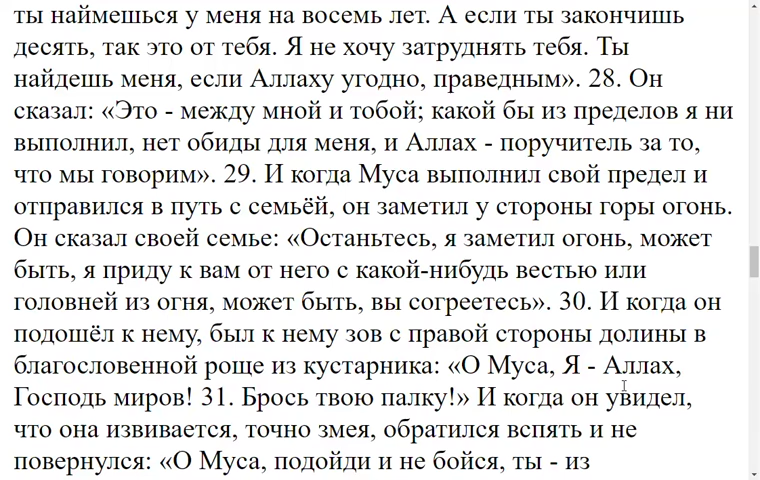 ты наймешься у меня на восемь лет. А если ты закончишь
десять, так это от тебя. Я не хочу затруднять тебя. Ты
найдешь меня, если Аллаху угодно, праведным». 28. Он
сказал: «Это - между мной и тобой; какой бы из пределов я ни
выполнил, нет обиды для меня, и Аллах - поручитель за то,
что мы говорим». 29. И когда Муса выполнил свой предел и
отправился в путь с семьёй, он заметил у стороны горы огонь.
Он сказал своей семье: «Останьтесь, я заметил огонь, может
быть, я приду к вам от него с какой-нибудь вестью или
головней из огня, может быть, вы согреетесь». 30. И когда он
подошёл к нему, был к нему зов с правой стороны долины в
благословенной роще из кустарника: «О Муса, Я - Аллах,
Господь миров! 31. Брось твою палку!» И когда он увидел,
что она извивается, точно змея, обратился вспять и не
повернулся: «О Муса, подойди и не бойся, ты - из